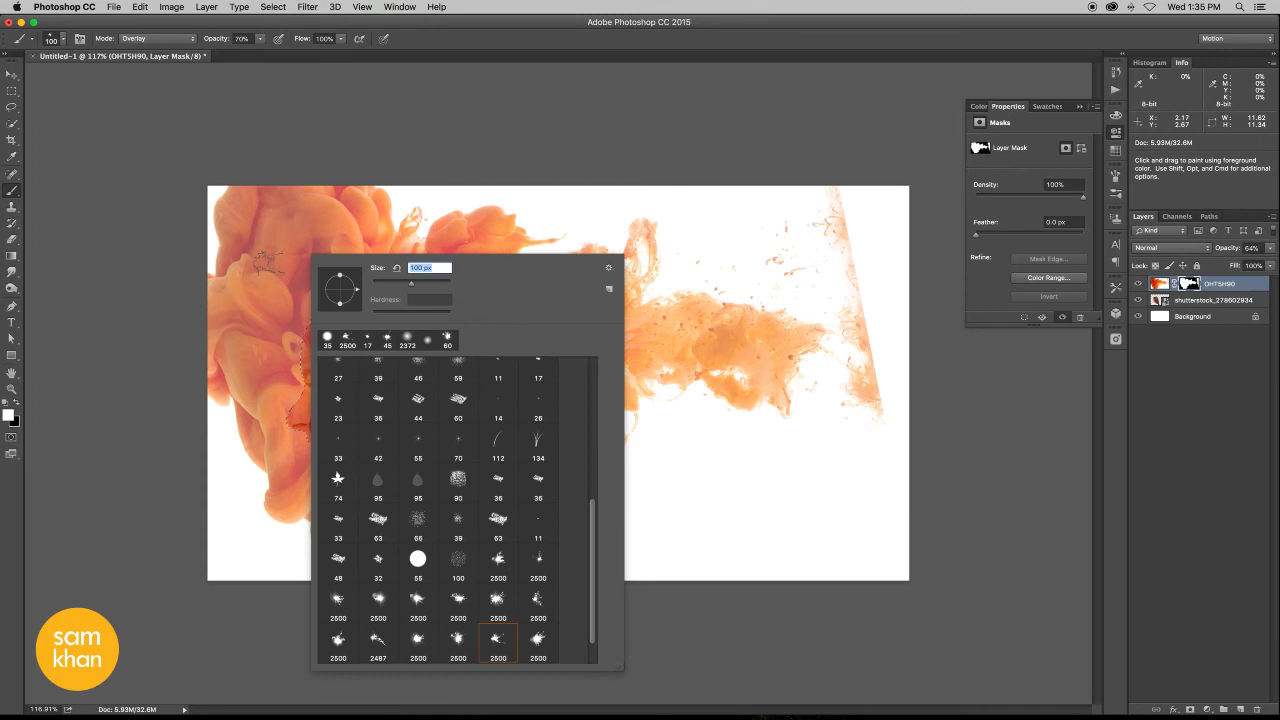 Photoshop CC File Edit Image Layer Type Select Filter 3D View Window Help Wed 1:35 PM
Adobe Photoshop CC 2015
100 Mode: Overlay Opacity: 70% Flow: 100% Motion
× Untitled-1 @ 117% (OHT5H90, Layer Mask/8) *
Histogram Info
K: 0% C: 0%
M: 0%
Y: 0%
K: 0%
8-bit 8-bit
X: 2.17 W: 11.62
Y: 2.67 H: 11.34
Doc: 5.93M/32.6M
Click and drag to paint using foreground
color. Use Shift, Opt, and Cmd for additional
options.
Color Properties Swatches
Masks
Layer Mask
Density: 100%
Feather: 0.0 px
Refine: Mask Edge...
Color Range...
Invert
Layers Channels Paths
Kind
Normal Opacity: 64%
Lock: Fill: 100%
OHT5H90
shutterstock_278602934
Background
Size: 100 px
Hardness:
35 2500 17 45 2372 60
27 39 46 59 11 17
23 36 44 60 14 26
33 42 55 70 112 134
74 95 95 90 36 36
33 63 66 39 63 11
48 32 55 100 2500 2500
2500 2500 2500 2500 2500 2500
2500 2487 2500 2500 2500 2500
sam
khan
116.91% Doc: 5.93M/32.6M